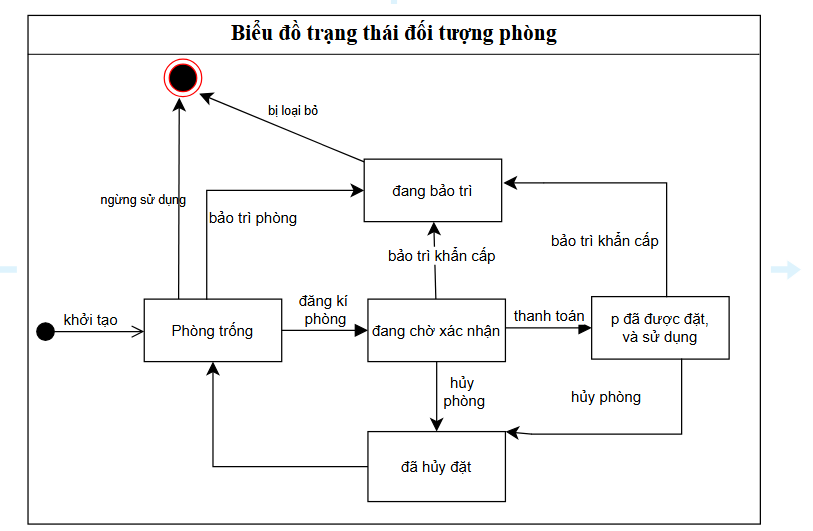 Biểu đồ trạng thái đối tượng phòng
bị loại bỏ
đang bảo trì
ngừng sử dụng
bảo trì phòng
bảo trì khẩn cấp
bảo trì khẩn cấp
khởi tạo
Phòng trống
đăng kí
phòng
đang chờ xác nhận
thanh toán
p đã được đặt,
và sử dụng
hủy
phòng
hủy phòng
đã hủy đặt